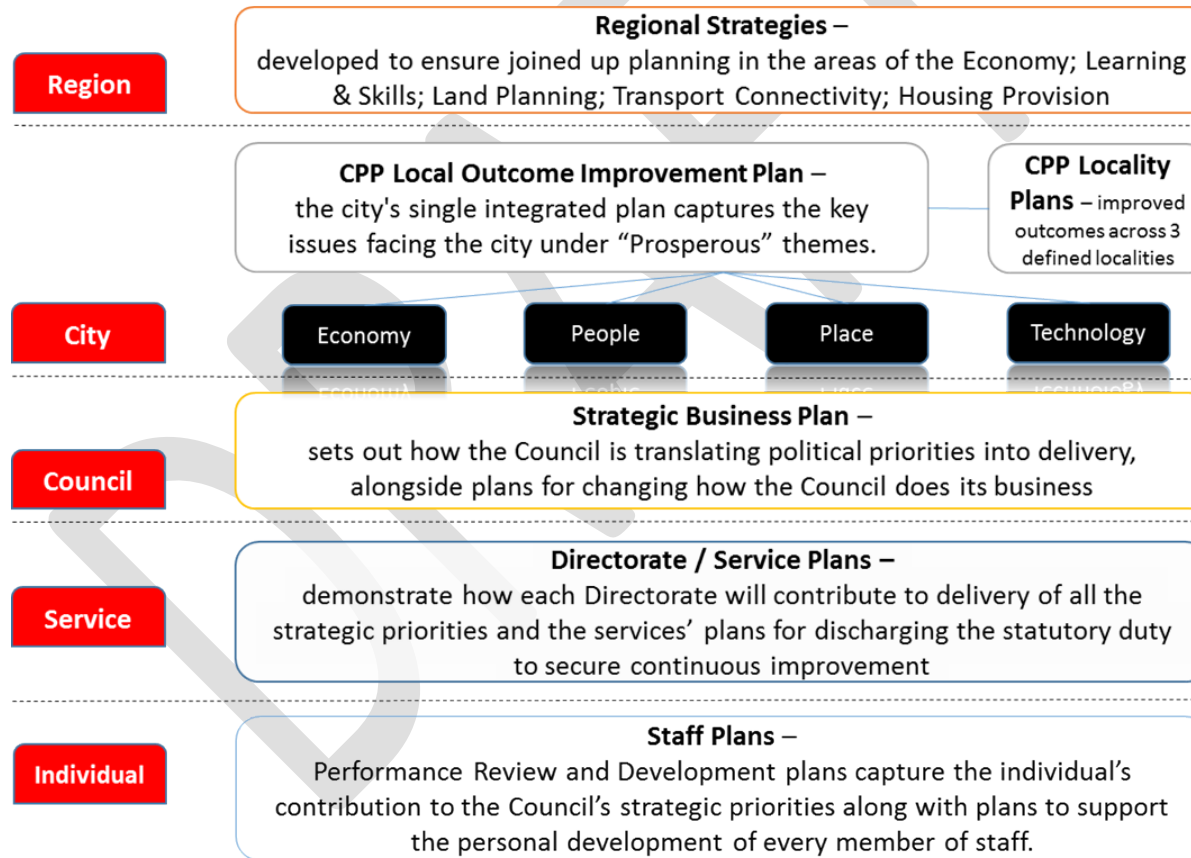 Regional Strategies –
developed to ensure joined up planning in the areas of the Economy; Learning
& Skills; Land Planning; Transport Connectivity; Housing Provision
Region
CPP Local Outcome Improvement Plan –
the city's single integrated plan captures the key
issues facing the city under “Prosperous” themes.
CPP Locality
Plans – improved
outcomes across 3
defined localities
City
Economy
People
Place
Technology
Strategic Business Plan –
sets out how the Council is translating political priorities into delivery,
alongside plans for changing how the Council does its business
Council
Directorate / Service Plans –
demonstrate how each Directorate will contribute to delivery of all the
strategic priorities and the services’ plans for discharging the statutory duty
to secure continuous improvement
Service
Staff Plans –
Performance Review and Development plans capture the individual’s
contribution to the Council’s strategic priorities along with plans to support
the personal development of every member of staff.
Individual